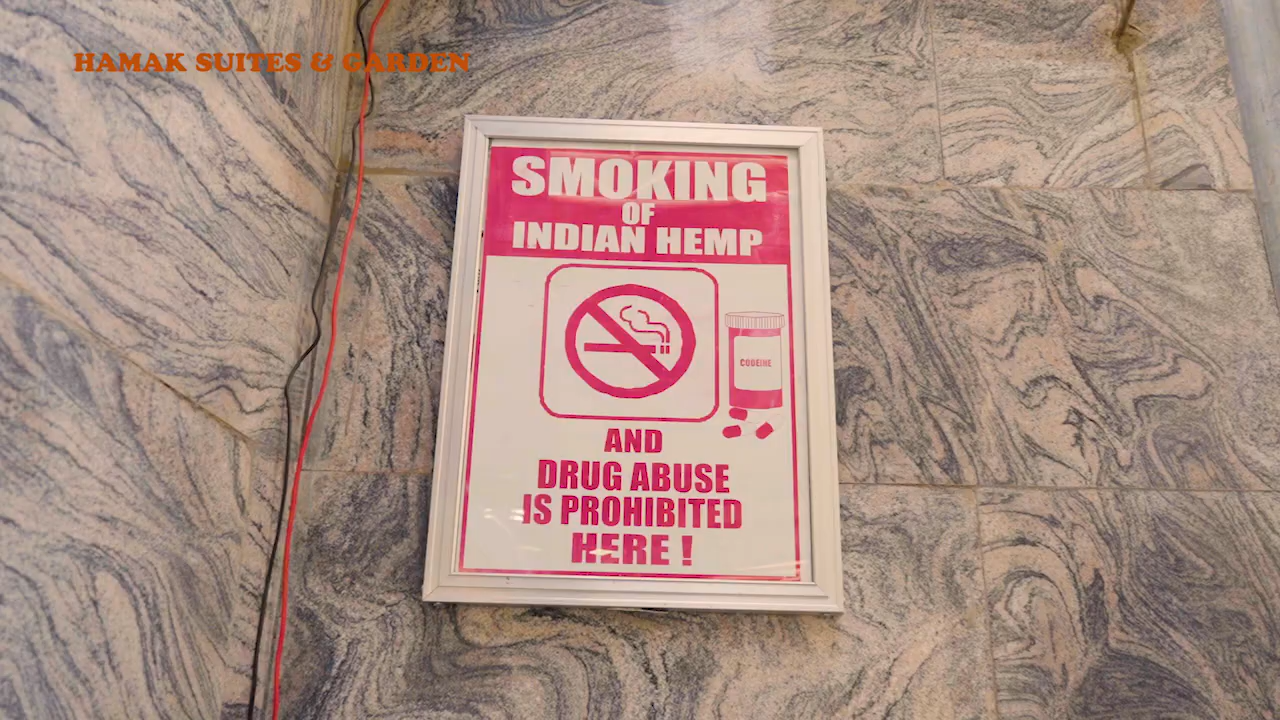 HAMAK SUITES & GARDEN
SMOKING
OF
INDIAN HEMP
CODEINE
AND
DRUG ABUSE
IS PROHIBITED
HERE !